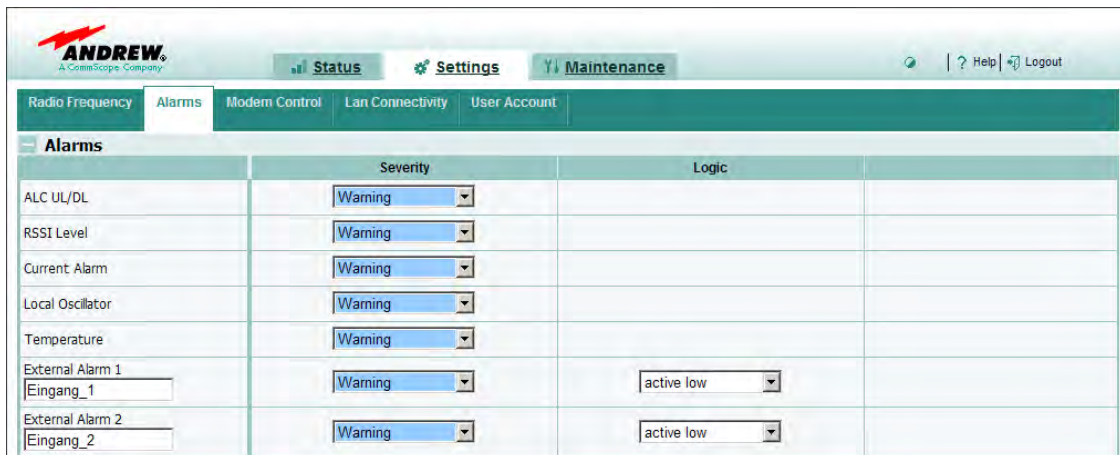 ANDREW®
A CommScope Company
Status Settings Maintenance
? Help Logout
Radio Frequency Alarms Modem Control Lan Connectivity User Account
Alarms
Severity Logic
ALC UL/DL Warning
RSSI Level Warning
Current Alarm Warning
Local Oscillator Warning
Temperature Warning
External Alarm 1
Eingang_1 Warning active low
External Alarm 2
Eingang_2 Warning active low